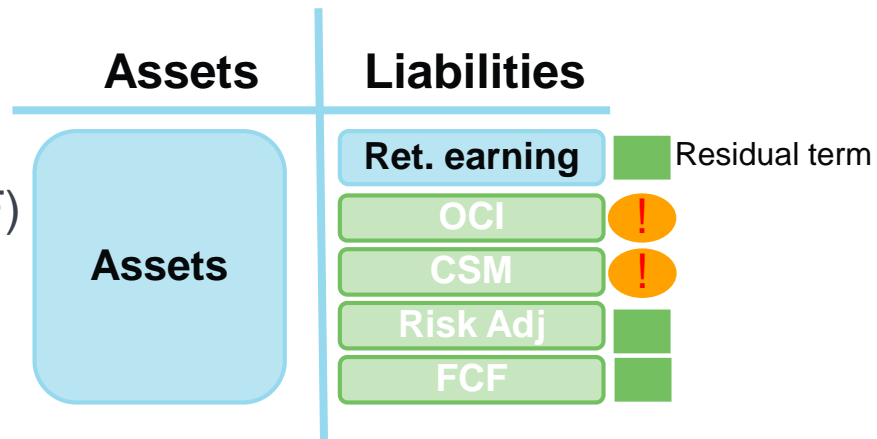 Assets Liabilities
Ret. earning Residual term
)
OCI !
Assets CSM !
Risk Adj
FCF